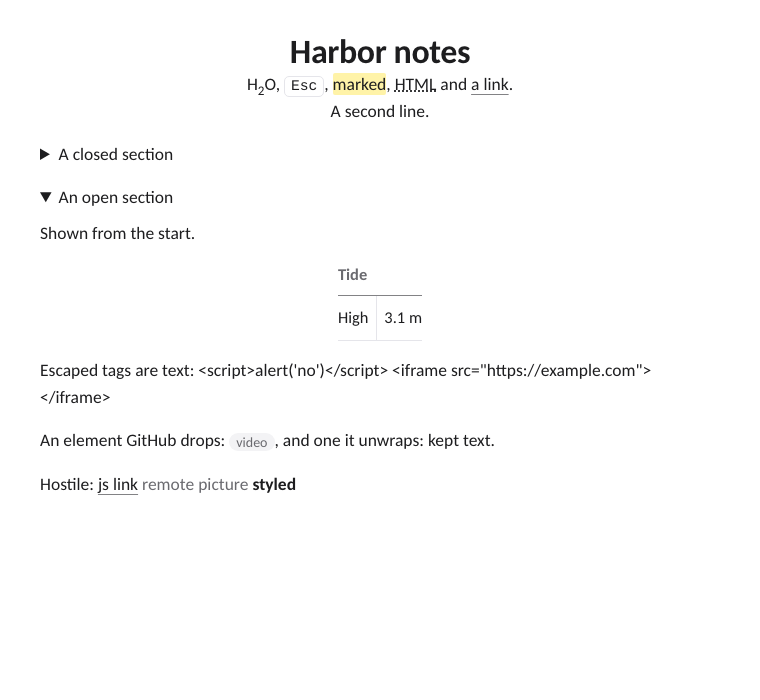 Harbor notes
H2O, Esc, marked, HTML and a link.
A second line.
A closed section
An open section
Shown from the start.
Tide
High 3.1 m
Escaped tags are text: <script>alert('no')</script> <iframe src="https://example.com">
</iframe>
An element GitHub drops: video, and one it unwraps: kept text.
Hostile: js link remote picture styled